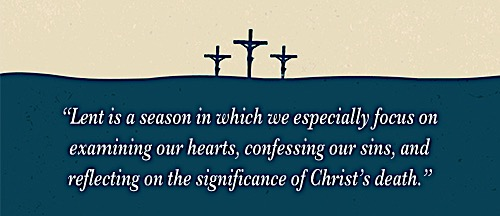 “Lent is a season in which we especially focus on
examining our hearts, confessing our sins, and
reflecting on the significance of Christ’s death.”